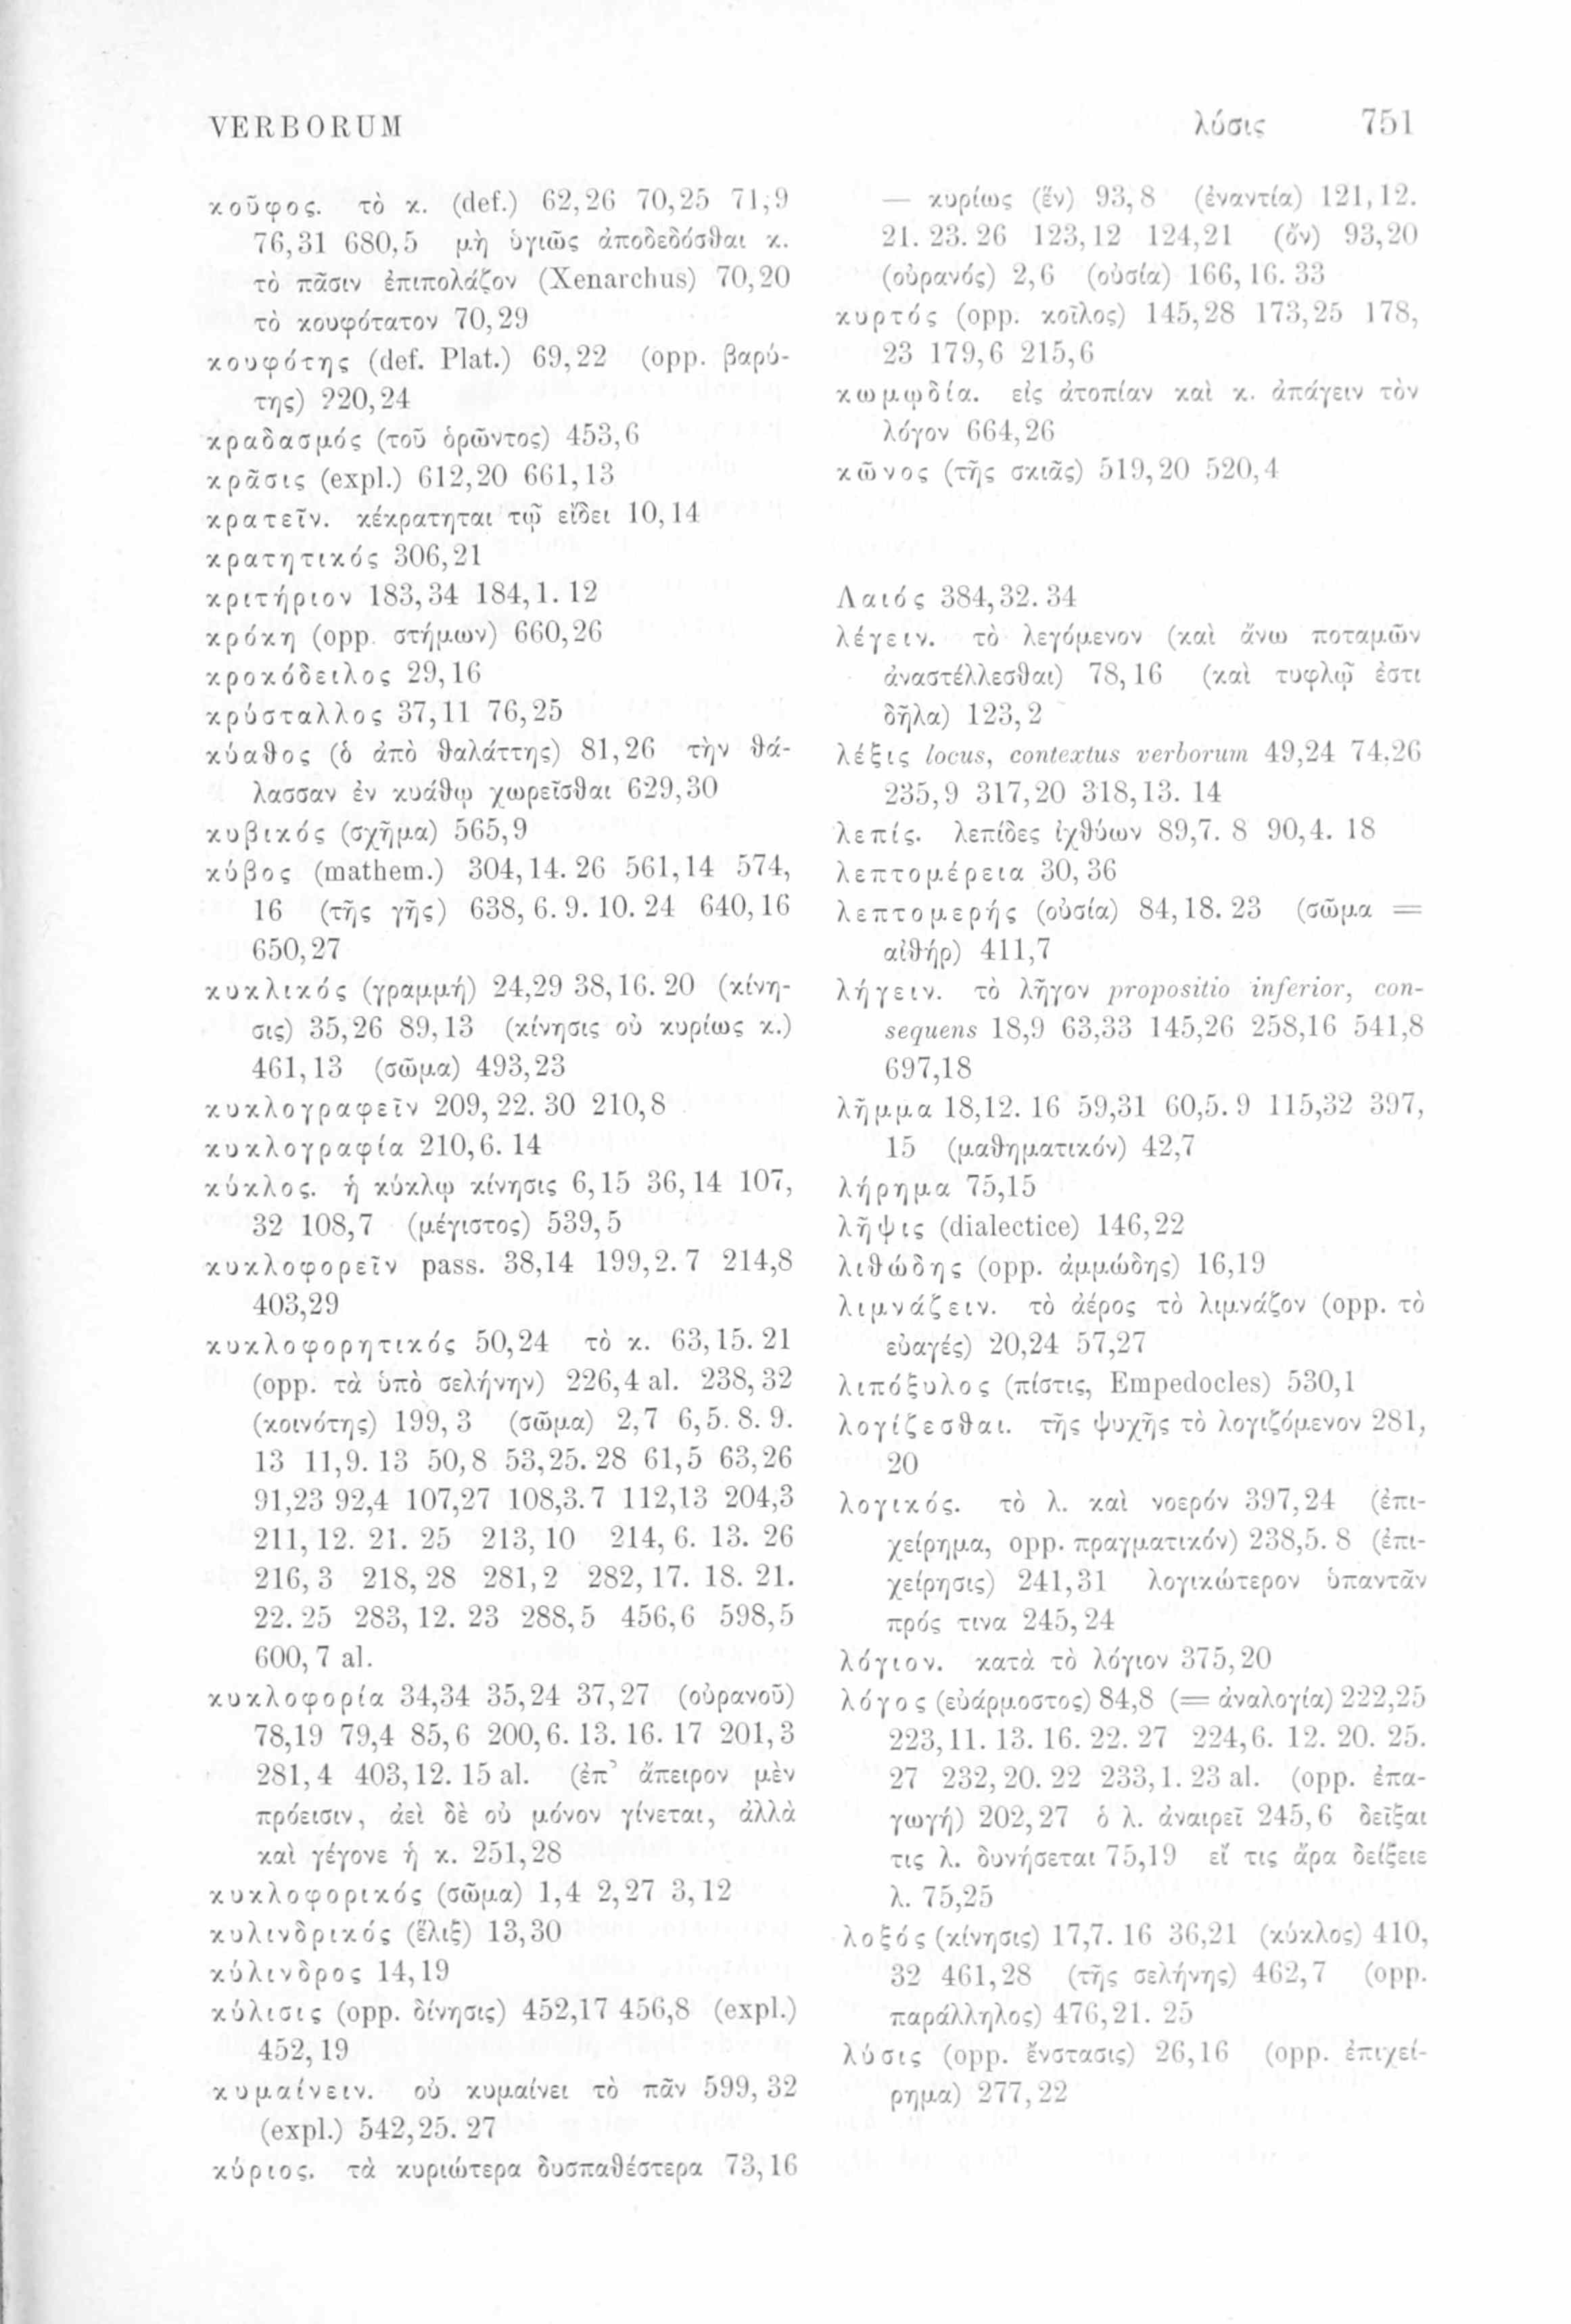 VERBORUM λύσις 751
κοῦφος. τὸ κ. (def.) 62,26 70,25 71,9
76,31 680,5 μὴ ὑγιῶς ἀποδεδόσθαι κ.
τὸ πᾶσιν ἐπιπολάζον (Xenarchus) 70,20
τὸ κουφότατον 70,29
κουφότης (def. Plat.) 69,22 (opp. βαρύ-
της) 220,24
κραδασμός (τοῦ ὁρῶντος) 453,6
κρᾶσις (expl.) 612,20 661,13
κρατεῖν. κέκρατηται τῷ εἴδει 10,14
κρατητικός 306,21
κριτήριον 183,34 184,1. 12
κρόκη (opp. στήμων) 660,26
κροκόδειλος 29,16
κρύσταλλος 37,11 76,25
κύαθος (ὁ ἀπὸ θαλάττης) 81,26 τὴν θά-
λασσαν ἐν κυάθῳ χωρεῖσθαι 629,30
κυβικός (σχῆμα) 565,9
κύβος (mathem.) 304,14. 26 561,14 574,
16 (τῆς γῆς) 638, 6. 9. 10. 24 640,16
650,27
κυκλικός (γραμμή) 24,29 38,16. 20 (κίνη-
σις) 35,26 89,13 (κίνησις οὐ κυρίως κ.)
461,13 (σῶμα) 493,23
κυκλογραφεῖν 209, 22. 30 210,8
κυκλογραφία 210,6. 14
κύκλος. ἡ κύκλῳ κίνησις 6,15 36,14 107,
32 108,7 (μέγιστος) 539,5
κυκλοφορεῖν pass. 38,14 199,2. 7 214,8
403,29
κυκλοφορητικός 50,24 τὸ κ. 63,15. 21
(opp. τὰ ὑπὸ σελήνην) 226,4 al. 238,32
(κοινότης) 199, 3 (σῶμα) 2,7 6,5. 8. 9.
13 11,9. 13 50,8 53,25. 28 61,5 63,26
91,23 92,4 107,27 108,3. 7 112,13 204,3
211, 12. 21. 25 213, 10 214, 6. 13. 26
216, 3 218, 28 281, 2 282, 17. 18. 21.
22. 25 283, 12. 23 288,5 456,6 598,5
600, 7 al.
κυκλοφορία 34,34 35,24 37,27 (οὐρανοῦ)
78,19 79,4 85,6 200,6. 13. 16. 17 201,3
281,4 403,12. 15 al. (ἐπ᾽ ἄπειρον μὲν
πρόεισιν, ἀεὶ δὲ οὐ μόνον γίνεται, ἀλλὰ
καὶ γέγονε ἡ κ. 251,28
κυκλοφορικός (σῶμα) 1,4 2,27 3,12
κυλινδρικός (ἕλιξ) 13,30
κύλινδρος 14,19
κύλισις (opp. δίνησις) 452,17 456,8 (expl.)
452,19
κυμαίνειν. οὐ κυμαίνει τὸ πᾶν 599, 32
(expl.) 542,25. 27
κύριος. τὰ κυριώτερα δυσπαθέστερα 73,16
— κυρίως (ἕν) 93,8 (ἐναντία) 121,12.
21. 23. 26 123,12 124,21 (ὄν) 93,20
(οὐρανός) 2,6 (οὐσία) 166, 16. 33
κυρτός (opp. κοῖλος) 145,28 173,25 178,
23 179,6 215,6
κωμῳδία. εἰς ἀτοπίαν καὶ κ. ἀπάγειν τὸν
λόγον 664,26
κῶνος (τῆς σκιᾶς) 519,20 520,4
Λαιός 384,32. 34
λέγειν. τὸ λεγόμενον (καὶ ἄνω ποταμῶν
ἀναστέλλεσθαι) 78,16 (καὶ τυφλῷ ἐστι
δῆλα) 123,2
λέξις locus, contextus verborum 49,24 74,26
235,9 317,20 318,13. 14
λεπίς. λεπίδες ἰχθύων 89,7. 8 90,4. 18
λεπτομέρεια 30,36
λεπτομερής (οὐσία) 84,18. 23 (σῶμα =
αἰθήρ) 411,7
λήγειν. τὸ λῆγον propositio inferior, con-
sequens 18,9 63,33 145,26 258,16 541,8
697,18
λῆμμα 18,12. 16 59,31 60,5. 9 115,32 397,
15 (μαθηματικόν) 42,7
λήρημα 75,15
λῆψις (dialectice) 146,22
λιθώδης (opp. ἀμμώδης) 16,19
λιμνάζειν. τὸ ἀέρος τὸ λιμνάζον (opp. τὸ
εὐαγές) 20,24 57,27
λιπόξυλος (πίστις, Empedocles) 530,1
λογίζεσθαι. τῆς ψυχῆς τὸ λογιζόμενον 281,
20
λογικός. τὸ λ. καὶ νοερόν 397,24 (ἐπι-
χείρημα, opp. πραγματικόν) 238,5. 8 (ἐπι-
χείρησις) 241,31 λογικώτερον ὑπαντᾶν
πρός τινα 245,24
λόγιον. κατὰ τὸ λόγιον 375,20
λόγος (εὐάρμοστος) 84,8 (= ἀναλογία) 222,25
223,11. 13. 16. 22. 27 224,6. 12. 20. 25.
27 232, 20. 22 233,1. 23 al. (opp. ἐπα-
γωγή) 202,27 ὁ λ. ἀναιρεῖ 245,6 δεῖξαι
τις λ. δυνήσεται 75,19 εἴ τις ἄρα δείξειε
λ. 75,25
λοξός (κίνησις) 17,7. 16 36,21 (κύκλος) 410,
32 461,28 (τῆς σελήνης) 462,7 (opp.
παράλληλος) 476,21. 25
λύσις (opp. ἔνστασις) 26,16 (opp. ἐπιχεί-
ρημα) 277,22